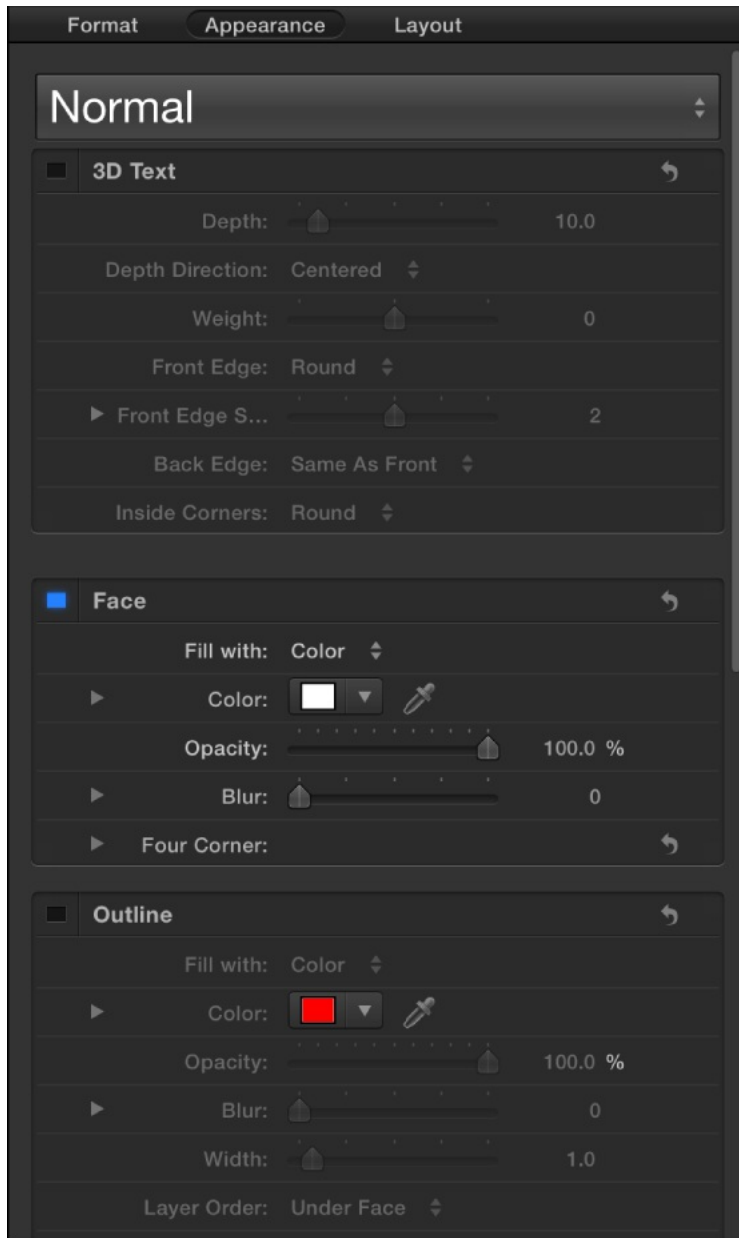 Format Appearance Layout
Normal
3D Text
Depth: 10.0
Depth Direction: Centered
Weight: 0
Front Edge: Round
Front Edge S... 2
Back Edge: Same As Front
Inside Corners: Round
Face
Fill with: Color
Color:
Opacity: 100.0 %
Blur: 0
Four Corner:
Outline
Fill with: Color
Color:
Opacity: 100.0 %
Blur: 0
Width: 1.0
Layer Order: Under Face